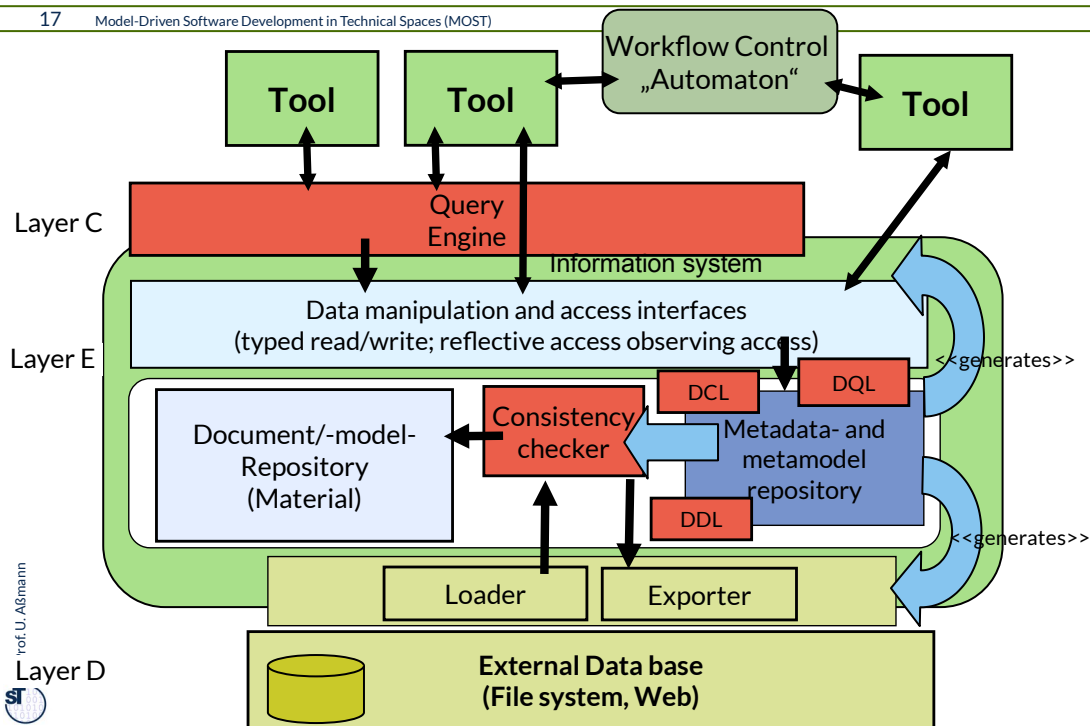 17 Model-Driven Software Development in Technical Spaces (MOST)
Workflow Control
„Automaton“
Tool
Tool
Tool
Layer C
Query
Engine
Information system
Data manipulation and access interfaces
(typed read/write; reflective access observing access)
Layer E
<<generates>>
DCL
DQL
Document/-model-
Repository
(Material)
Consistency
checker
Metadata- and
metamodel
repository
DDL
<<generates>>
Loader
Exporter
rof. U. Aßmann
Layer D
External Data base
(File system, Web)
ST